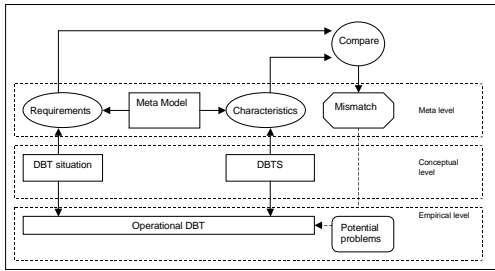 Compare
Requirements
Meta Model
Characteristics
Mismatch
Meta level
DBT situation
DBTS
Conceptual
level
Empirical level
Operational DBT
Potential
problems